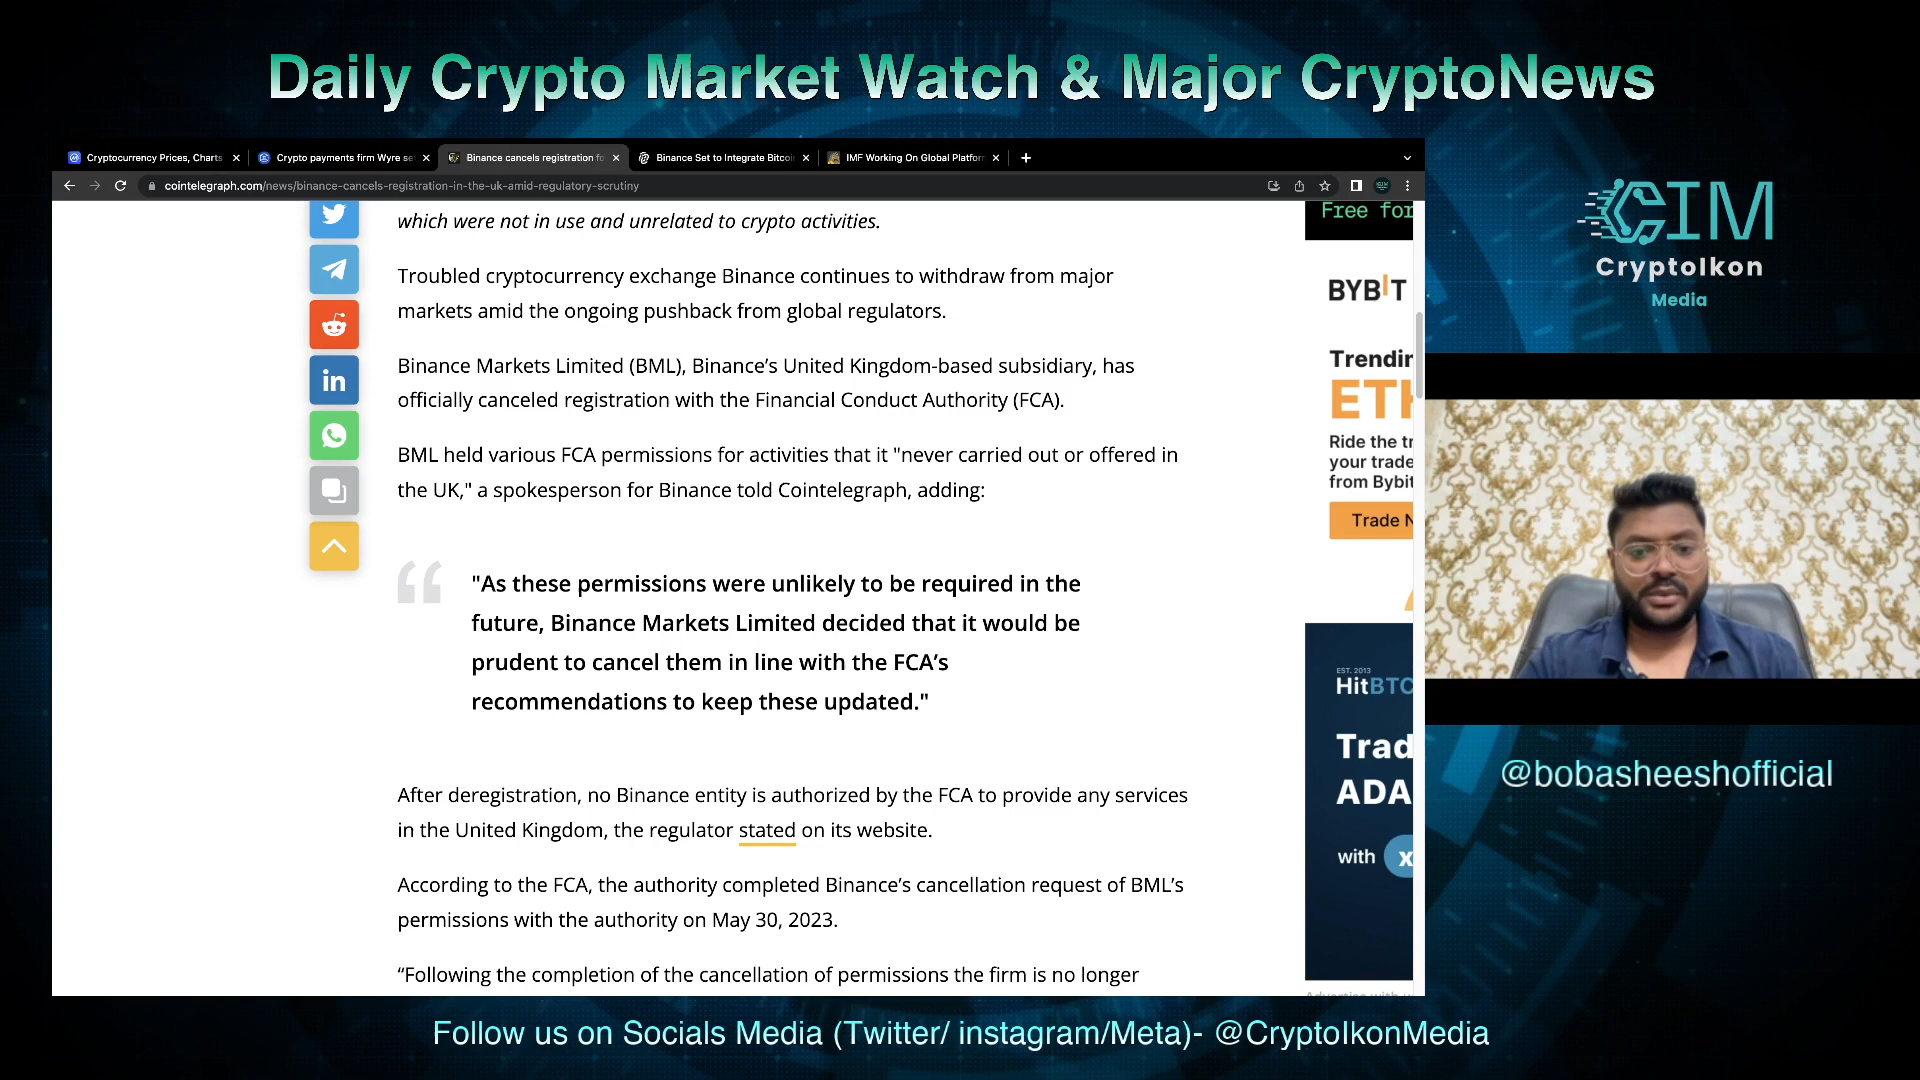 Daily Crypto Market Watch & Major CryptoNews
Cryptocurrency Prices, Charts
Crypto payments firm Wyre se
Binance cancels registration fo
Binance Set to Integrate Bitcoi
IMF Working On Global Platfor
cointelegraph.com/news/binance-cancels-registration-in-the-uk-amid-regulatory-scrutiny
which were not in use and unrelated to crypto activities.
Troubled cryptocurrency exchange Binance continues to withdraw from major
markets amid the ongoing pushback from global regulators.
Binance Markets Limited (BML), Binance’s United Kingdom-based subsidiary, has
officially canceled registration with the Financial Conduct Authority (FCA).
BML held various FCA permissions for activities that it "never carried out or offered in
the UK," a spokesperson for Binance told Cointelegraph, adding:
"As these permissions were unlikely to be required in the
future, Binance Markets Limited decided that it would be
prudent to cancel them in line with the FCA’s
recommendations to keep these updated."
After deregistration, no Binance entity is authorized by the FCA to provide any services
in the United Kingdom, the regulator stated on its website.
According to the FCA, the authority completed Binance’s cancellation request of BML’s
permissions with the authority on May 30, 2023.
“Following the completion of the cancellation of permissions the firm is no longer
Free for
BYBIT
Trendin
ETH
Ride the tr
your trade
from Bybit
Trade N
EST. 2013
HitBTC
Trad
ADA
with X
CIM
CryptoIkon
Media
@bobasheeshofficial
Follow us on Socials Media (Twitter/ instagram/Meta)- @CryptoIkonMedia